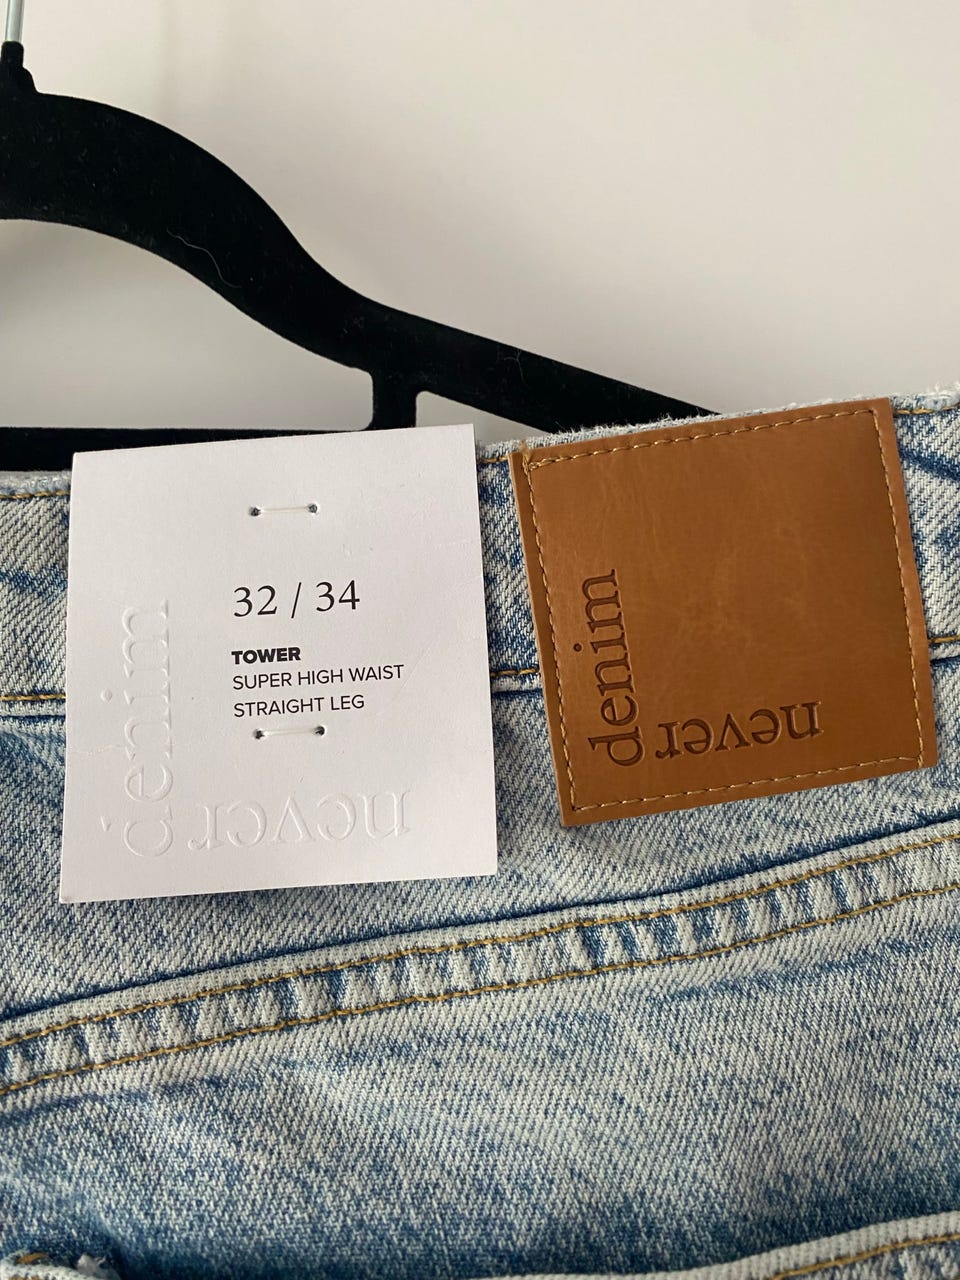 32 / 34
TOWER
SUPER HIGH WAIST
STRAIGHT LEG
denim
never
denim
never